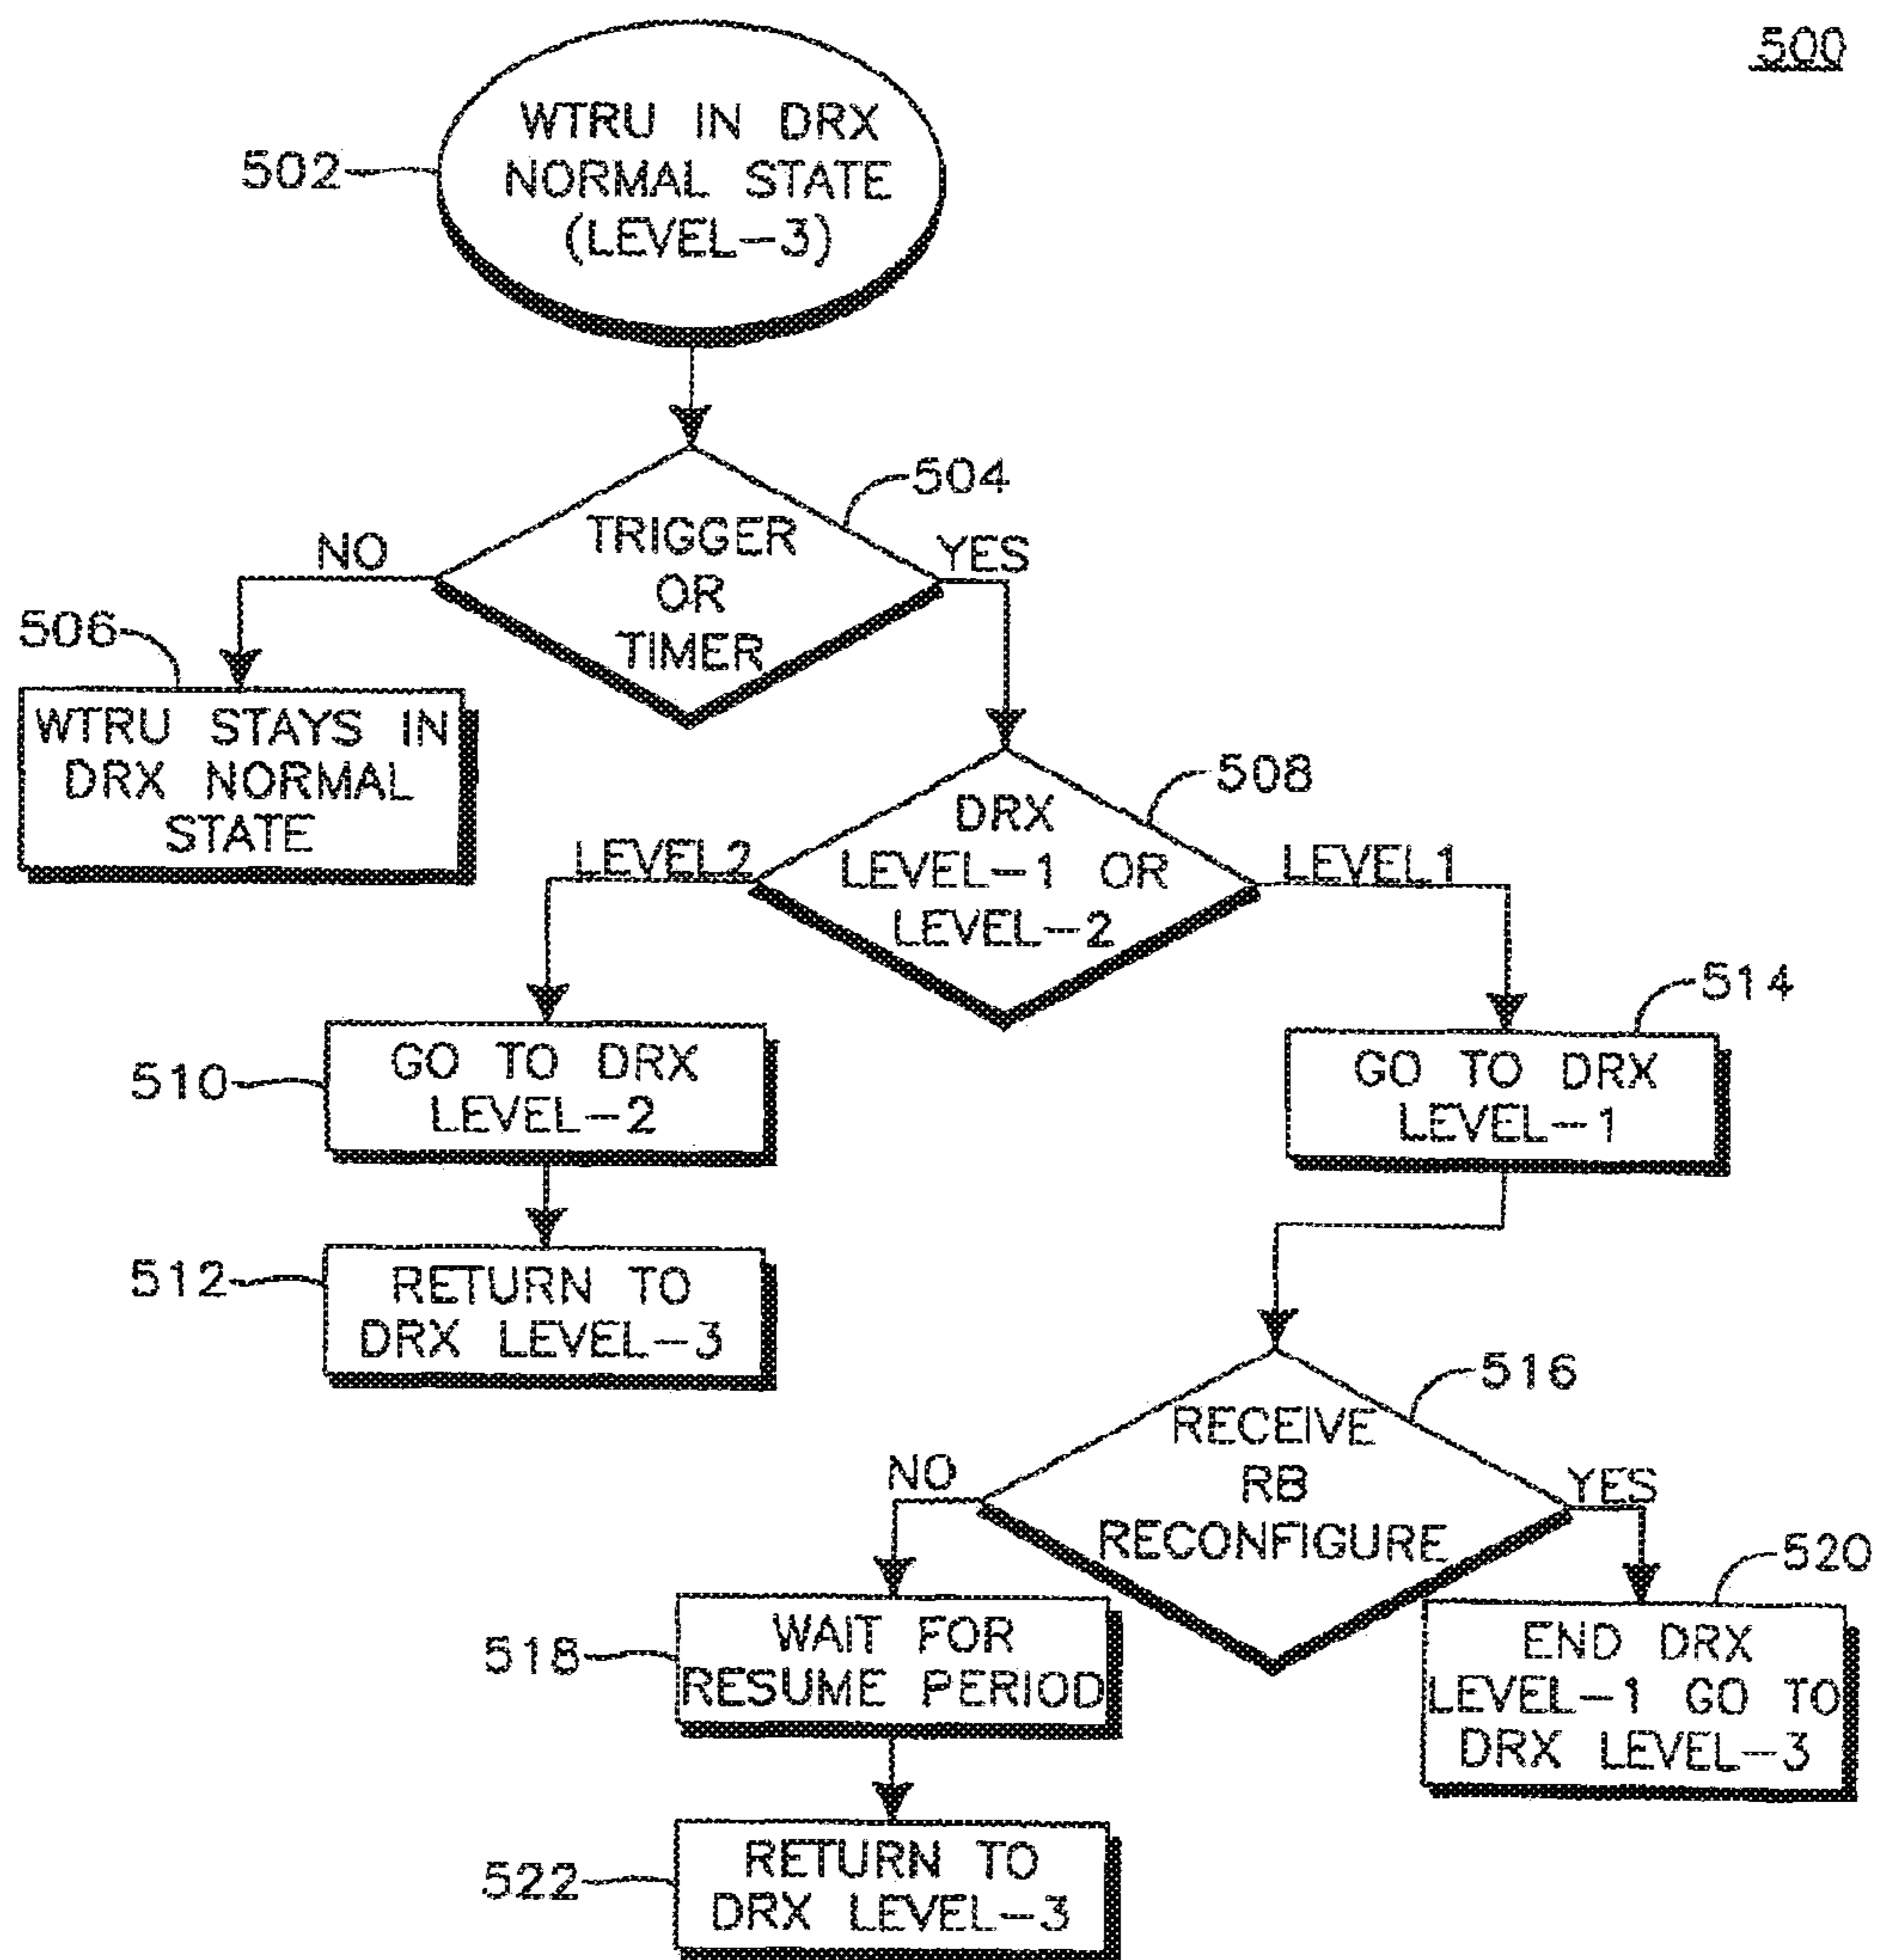 500
WTRU IN DRX
NORMAL STATE
(LEVEL-3)
502
504
TRIGGER
OR
TIMER
NO
YES
506
WTRU STAYS IN
DRX NORMAL
STATE
508
DRX
LEVEL-1 OR
LEVEL-2
LEVEL2
LEVEL1
510
GO TO DRX
LEVEL-2
514
GO TO DRX
LEVEL-1
512
RETURN TO
DRX LEVEL-3
516
RECEIVE
RB
RECONFIGURE
NO
YES
518
WAIT FOR
RESUME PERIOD
520
END DRX
LEVEL-1 GO TO
DRX LEVEL-3
522
RETURN TO
DRX LEVEL-3